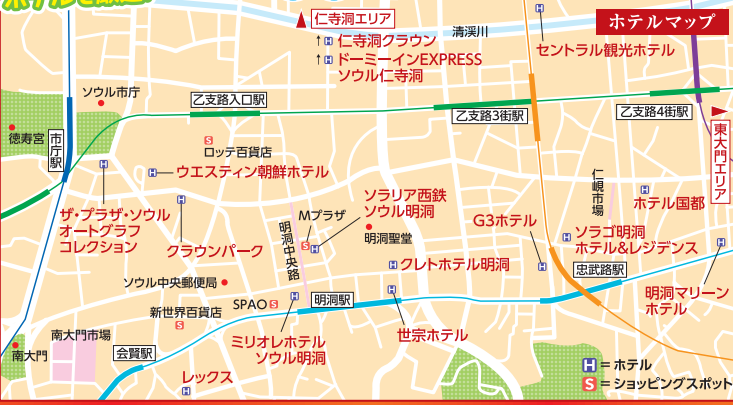 ホテルマップ
仁寺洞エリア
清渓川
↑H 仁寺洞クラウン
↑H ドーミーインEXPRESS
ソウル仁寺洞
H
セントラル観光ホテル
ソウル市庁
乙支路入口駅
乙支路3街駅
乙支路4街駅
東大門エリア
徳寿宮
市庁駅
S
ロッテ百貨店
H ウエスティン朝鮮ホテル
H
ザ・プラザ・ソウル
オートグラフ
コレクション
H
クラウンパーク
ソラリア西鉄
ソウル明洞
Mプラザ
S H
明洞聖堂
明洞中央路
仁峴市場
H
ホテル国都
G3ホテル
H
H ソラゴ明洞
ホテル&レジデンス
H クレトホテル明洞
忠武路駅
H
明洞マリーン
ホテル
ソウル中央郵便局
SPAO S
新世界百貨店
S
明洞駅
H
ミリオレホテル
ソウル明洞
H
世宗ホテル
南大門市場
南大門
会賢駅
レックス
H
H =ホテル
S =ショッピングスポット